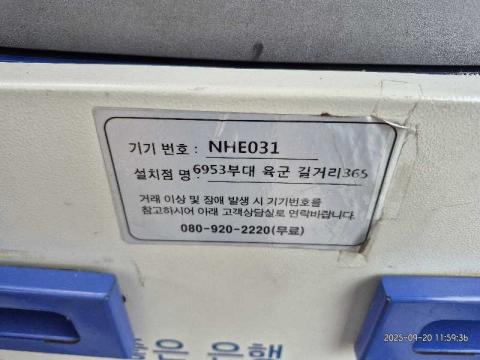 기기 번호 : NHE031
설치점 명 : 6953부대 육군 길거리365
거래 이상 및 장애 발생 시 기기번호를
참고하시어 아래 고객상담실로 연락바랍니다.
080-920-2220(무료)
은 은행
2025-09-20 11:59:36